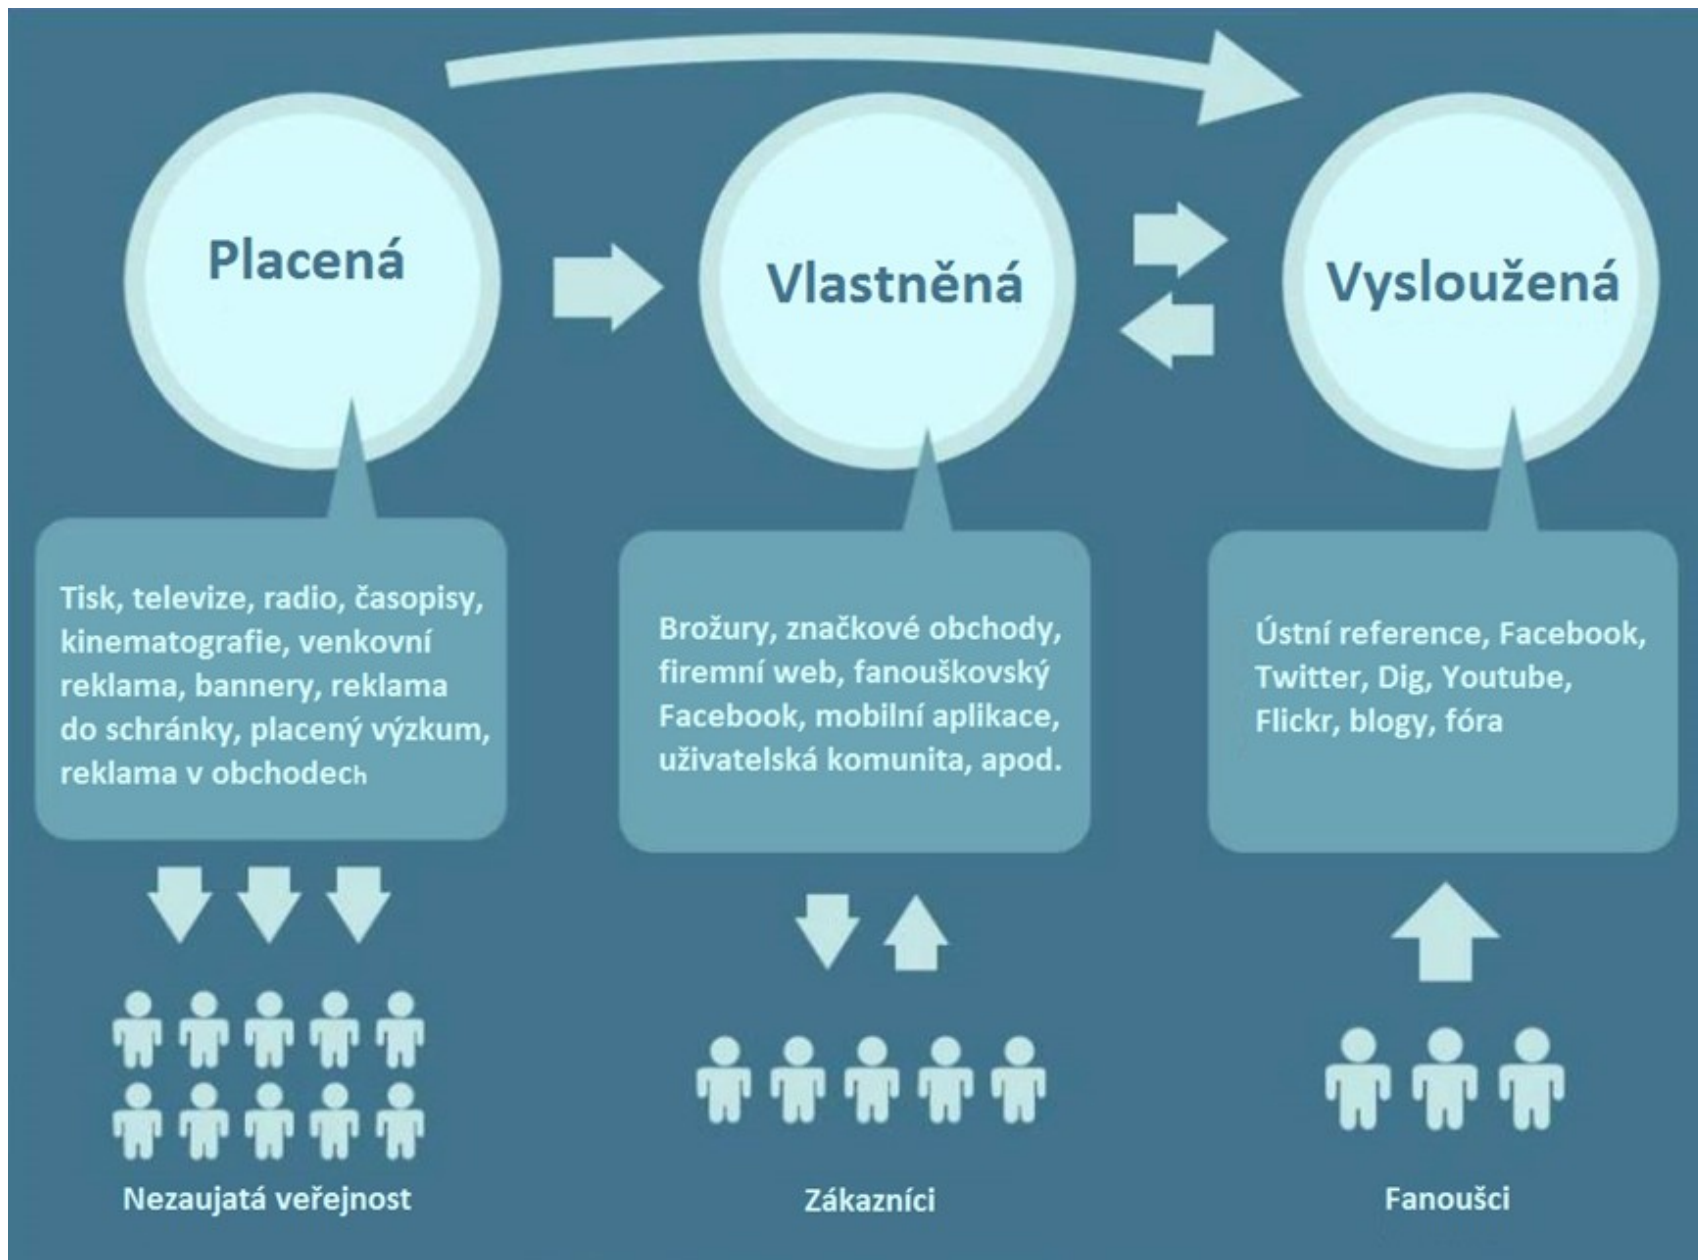 Placená
Vlastněná
Vysloužená
Tisk, televize, radio, časopisy,
kinematografie, venkovní
reklama, bannery, reklama
do schránky, placený výzkum,
reklama v obchodech
Brožury, značkové obchody,
firemní web, fanouškovský
Facebook, mobilní aplikace,
uživatelská komunita, apod.
Ústní reference, Facebook,
Twitter, Dig, Youtube,
Flickr, blogy, fóra
Nezaujatá veřejnost
Zákazníci
Fanoušci